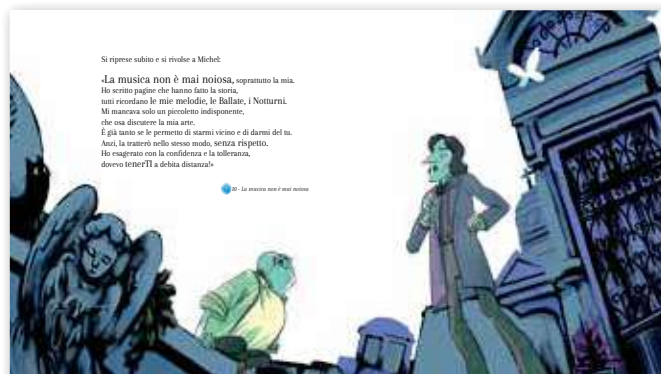 Si riprese subito e si rivolse a Michel:
«La musica non è mai noiosa, soprattutto la mia.
Ho scritto pagine che hanno fatto la storia,
tutti ricordano le mie melodie, le Ballate, i Notturni.
Mi mancava solo un piccoletto indisponente,
che osa discutere la mia arte.
È già tanto se le permetto di starmi vicino e di darmi del tu.
Anzi, la tratterò nello stesso modo, senza rispetto.
Ho esagerato con la confidenza e la tolleranza,
dovevo tenerTI a debita distanza!»
10 - La musica non è mai noiosa